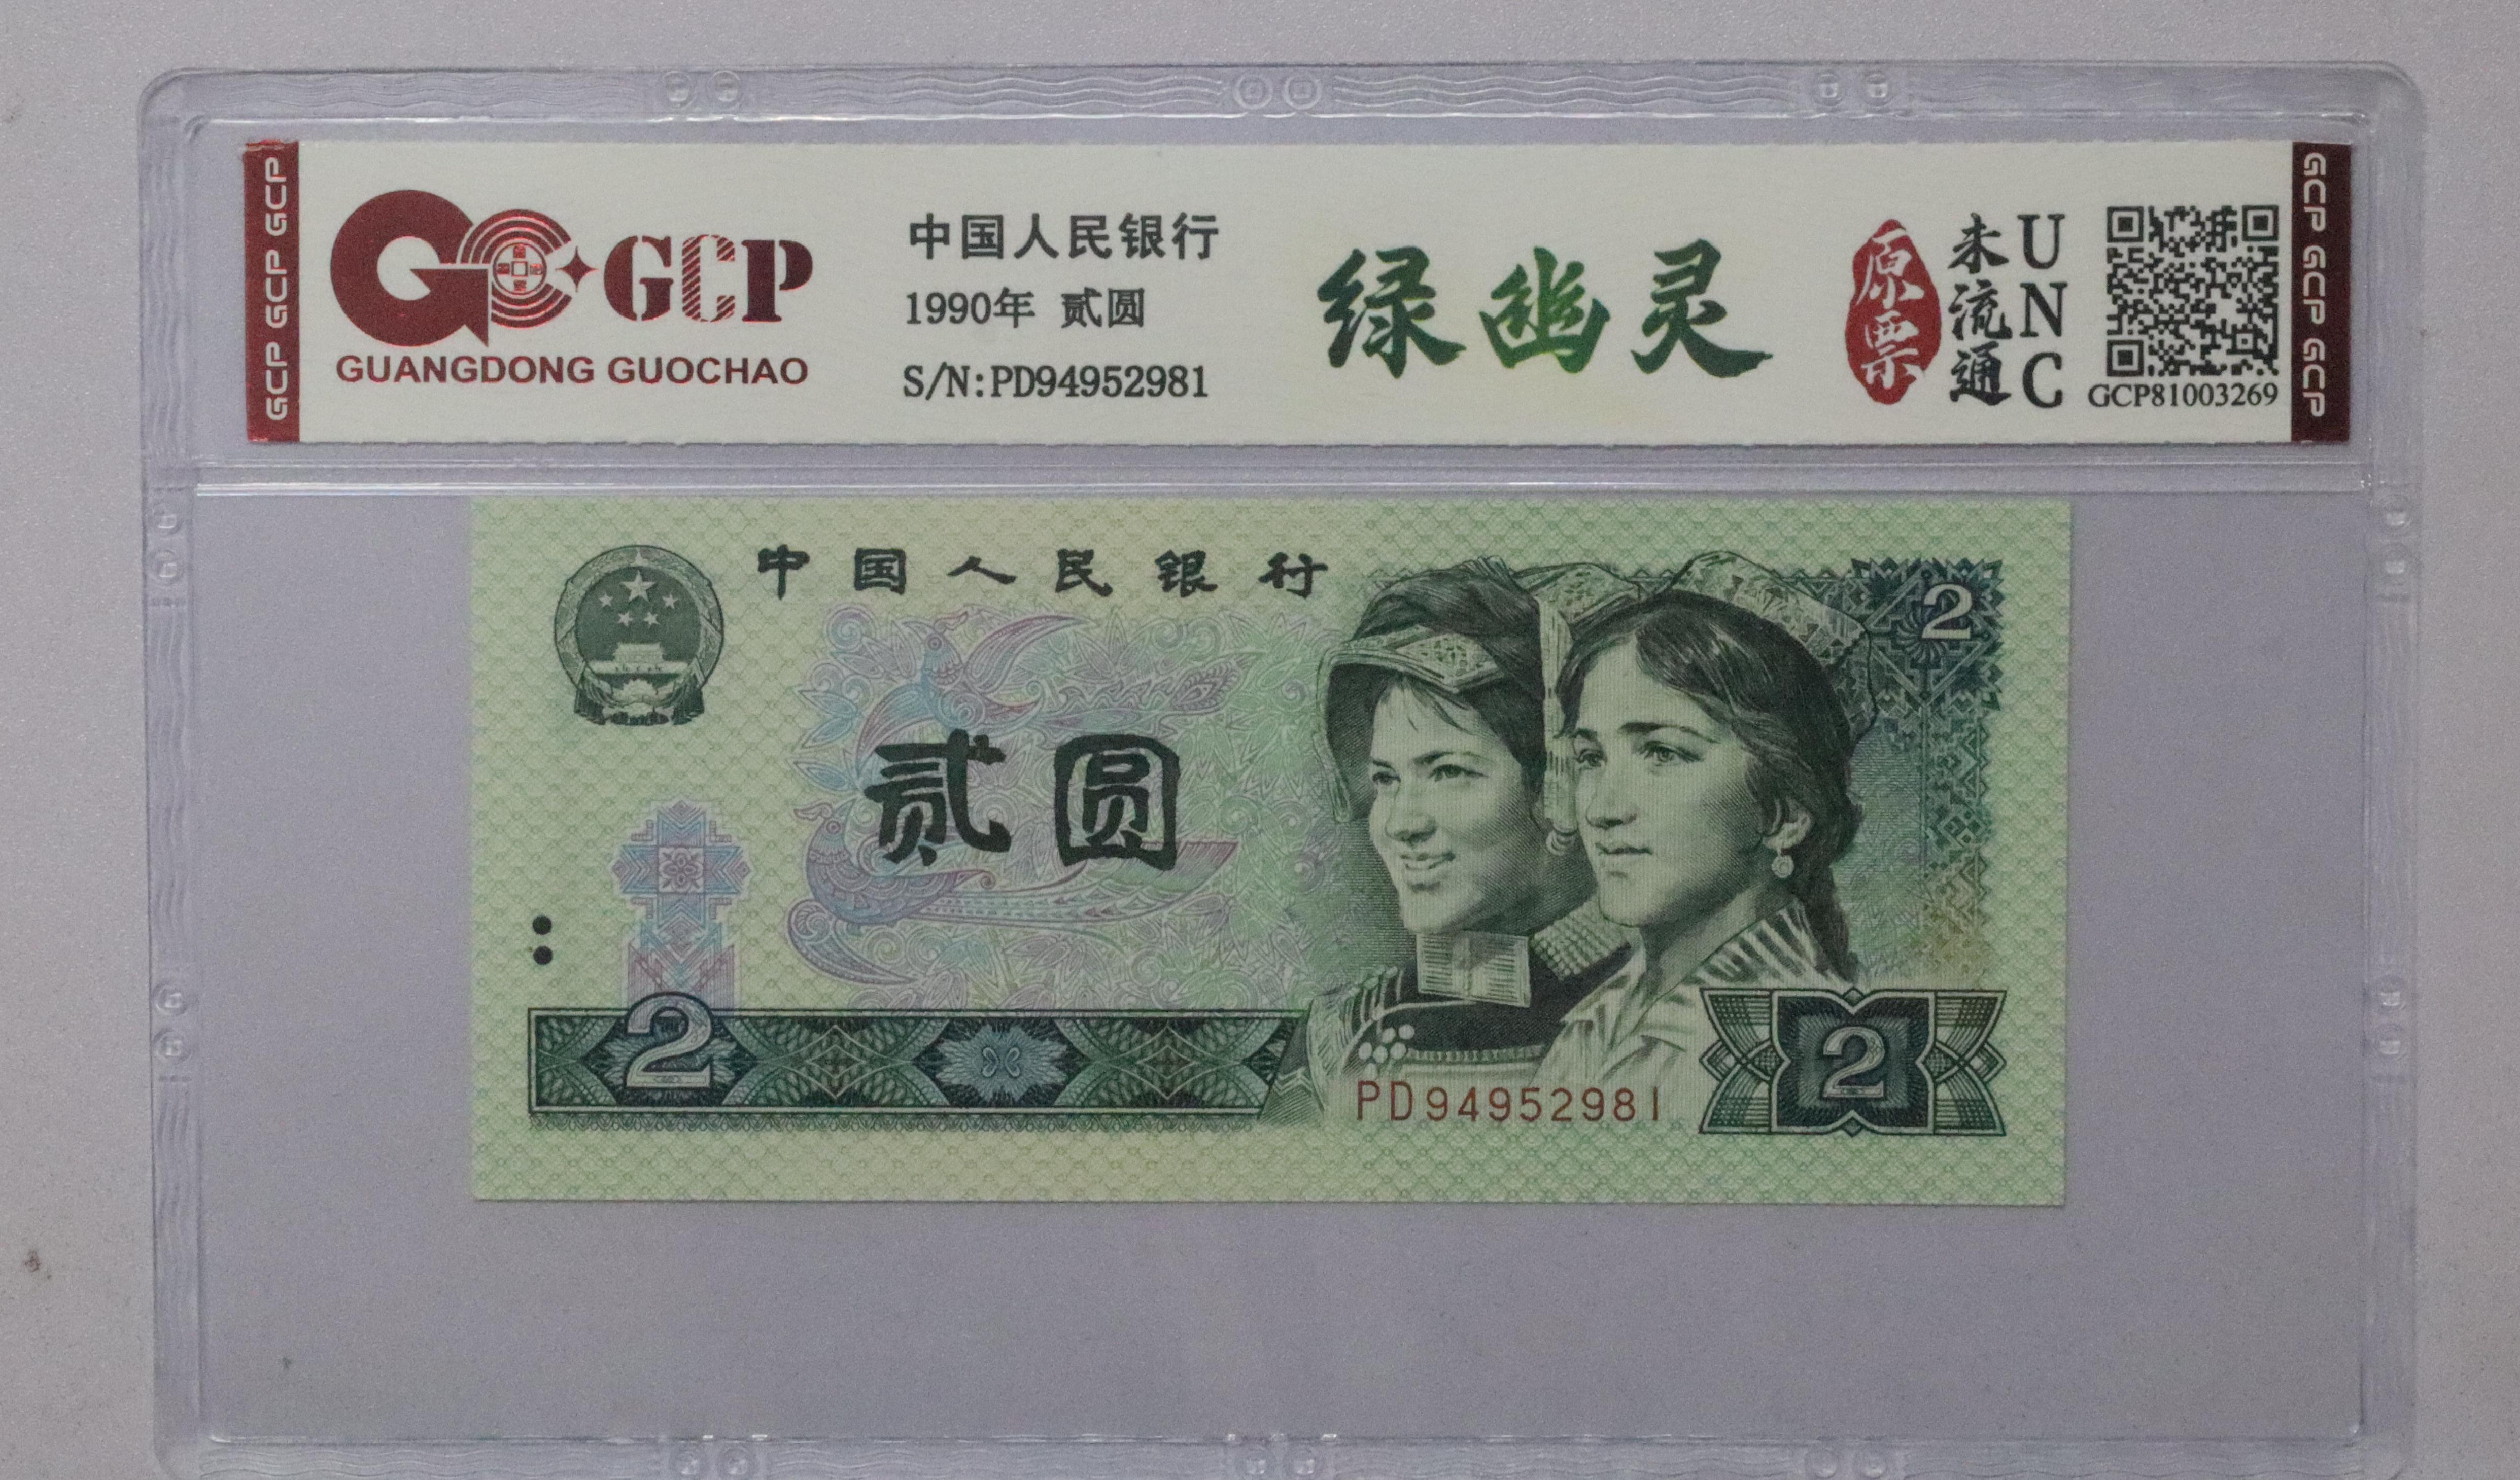 GCP GCP GCP
GCP
GUANGDONG GUOCHAO
中国人民银行
1990年 贰圆
S/N:PD94952981
绿幽灵
原票
未流通
UNC
GCP81003269
GCP GCP GCP
中国人民银行
2
贰圆
2
PD94952981
2